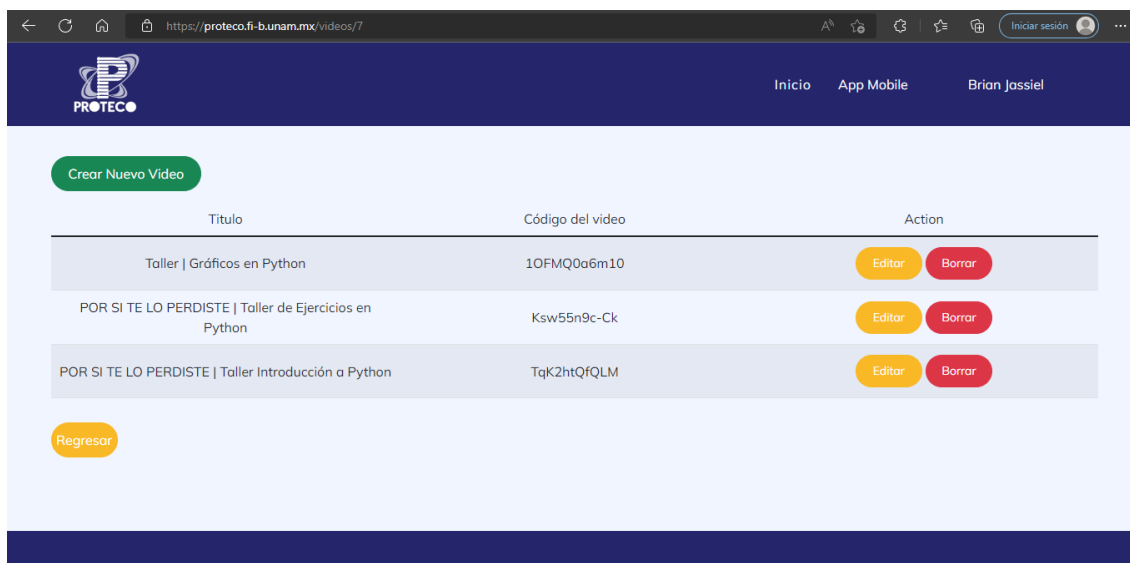 https://proteco.fi-b.unam.mx/videos/7
Iniciar sesión
PROTECO
Inicio App Mobile Brian Jassiel
Crear Nuevo Video
Titulo Código del video Action
Taller | Gráficos en Python 1OFMQ0a6m10 Editar Borrar
POR SI TE LO PERDISTE | Taller de Ejercicios en
Python Ksw55n9c-Ck Editar Borrar
POR SI TE LO PERDISTE | Taller Introducción a Python TqK2htQfQLM Editar Borrar
Regresar